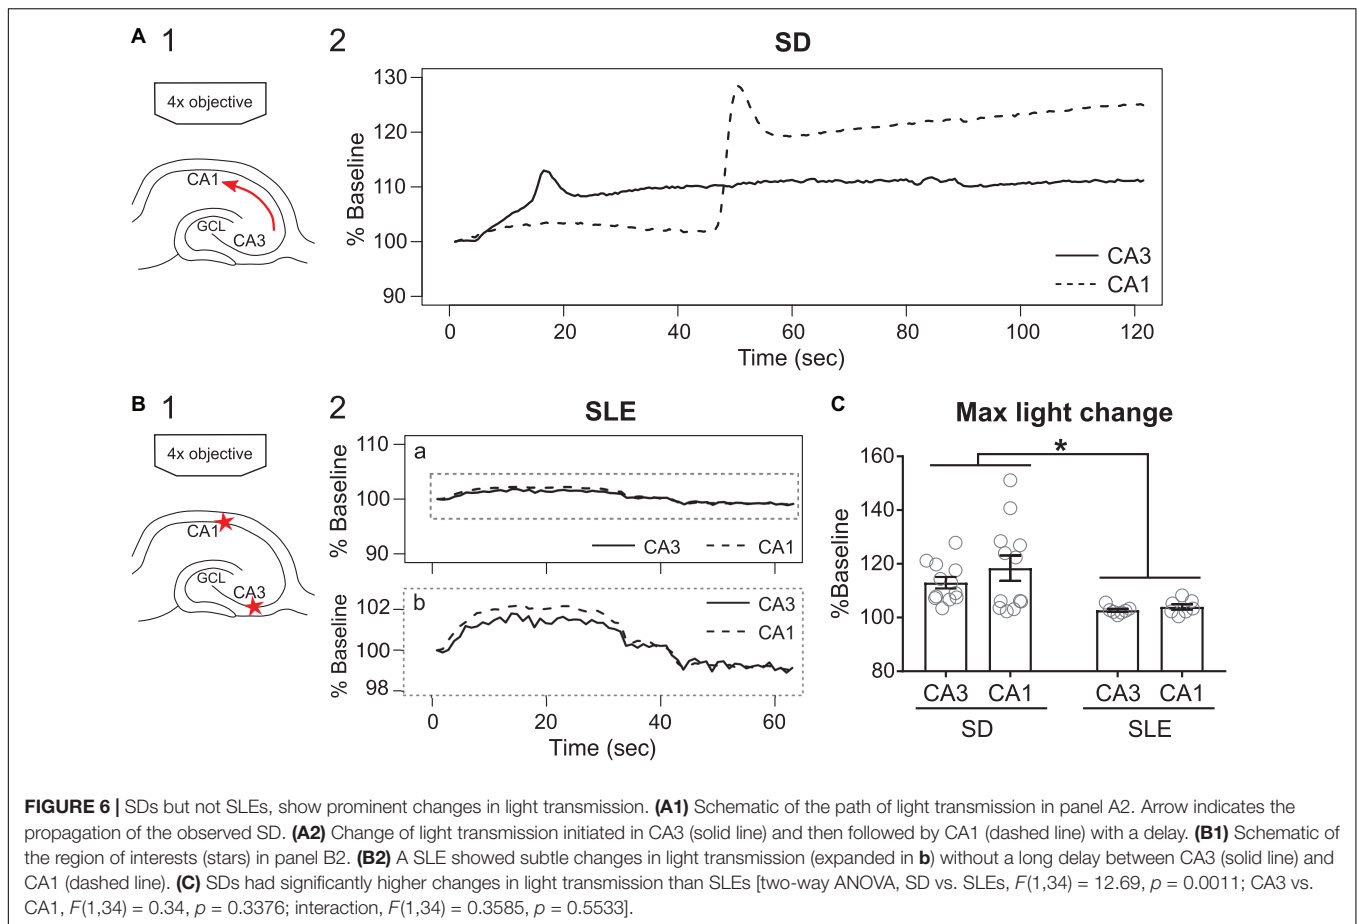 A 1
4x objective
CA1
GCL
CA3
2
SD
% Baseline
130
120
110
100
90
CA3
CA1
0 20 40 60 80 100 120
Time (sec)
B 1
4x objective
CA1
GCL
CA3
2
SLE
a
% Baseline
110
100
90
CA3 CA1
b
% Baseline
102
100
98
CA3
CA1
0 20 40 60
Time (sec)
C
Max light change
*
%Baseline
160
140
120
100
80
CA3 CA1 CA3 CA1
SD SLE
FIGURE 6 | SDs but not SLEs, show prominent changes in light transmission. (A1) Schematic of the path of light transmission in panel A2. Arrow indicates the
propagation of the observed SD. (A2) Change of light transmission initiated in CA3 (solid line) and then followed by CA1 (dashed line) with a delay. (B1) Schematic of
the region of interests (stars) in panel B2. (B2) A SLE showed subtle changes in light transmission (expanded in b) without a long delay between CA3 (solid line) and
CA1 (dashed line). (C) SDs had significantly higher changes in light transmission than SLEs [two-way ANOVA, SD vs. SLEs, F(1,34) = 12.69, p = 0.0011; CA3 vs.
CA1, F(1,34) = 0.34, p = 0.3376; interaction, F(1,34) = 0.3585, p = 0.5533].